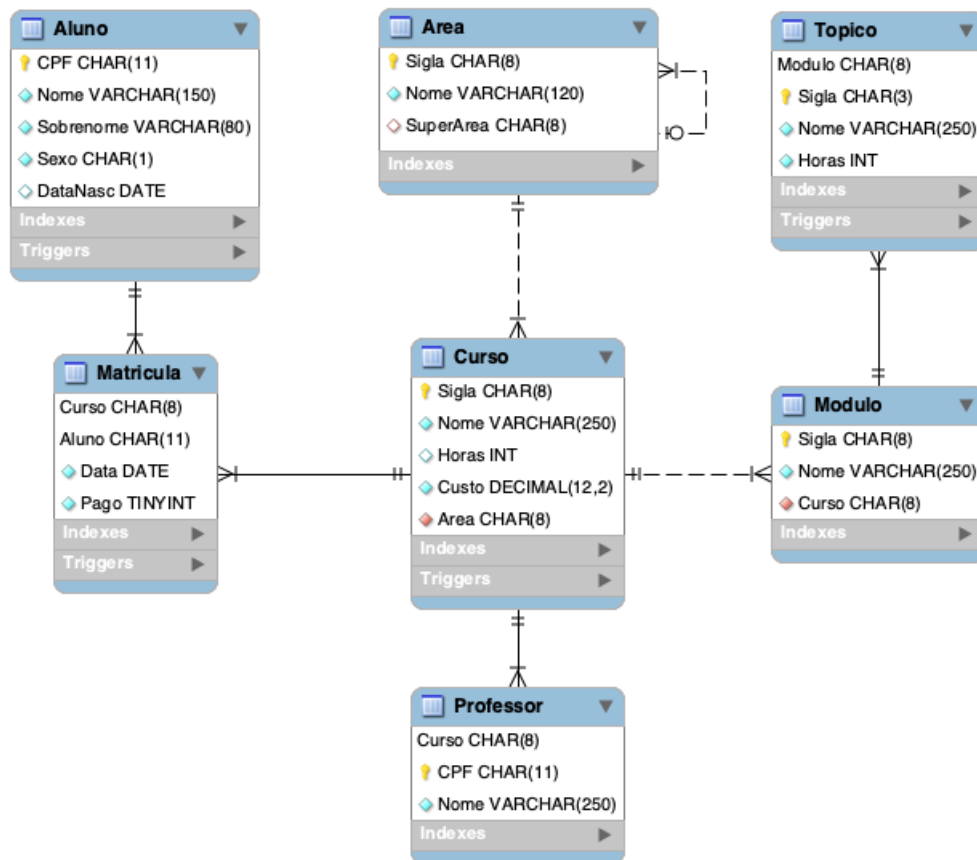 Aluno
CPF CHAR(11)
Nome VARCHAR(150)
Sobrenome VARCHAR(80)
Sexo CHAR(1)
DataNasc DATE
Indexes
Triggers
Area
Sigla CHAR(8)
Nome VARCHAR(120)
SuperArea CHAR(8)
Indexes
Topico
Modulo CHAR(8)
Sigla CHAR(3)
Nome VARCHAR(250)
Horas INT
Indexes
Triggers
Matricula
Curso CHAR(8)
Aluno CHAR(11)
Data DATE
Pago TINYINT
Indexes
Triggers
Curso
Sigla CHAR(8)
Nome VARCHAR(250)
Horas INT
Custo DECIMAL(12,2)
Area CHAR(8)
Indexes
Triggers
Modulo
Sigla CHAR(8)
Nome VARCHAR(250)
Curso CHAR(8)
Indexes
Professor
Curso CHAR(8)
CPF CHAR(11)
Nome VARCHAR(250)
Indexes